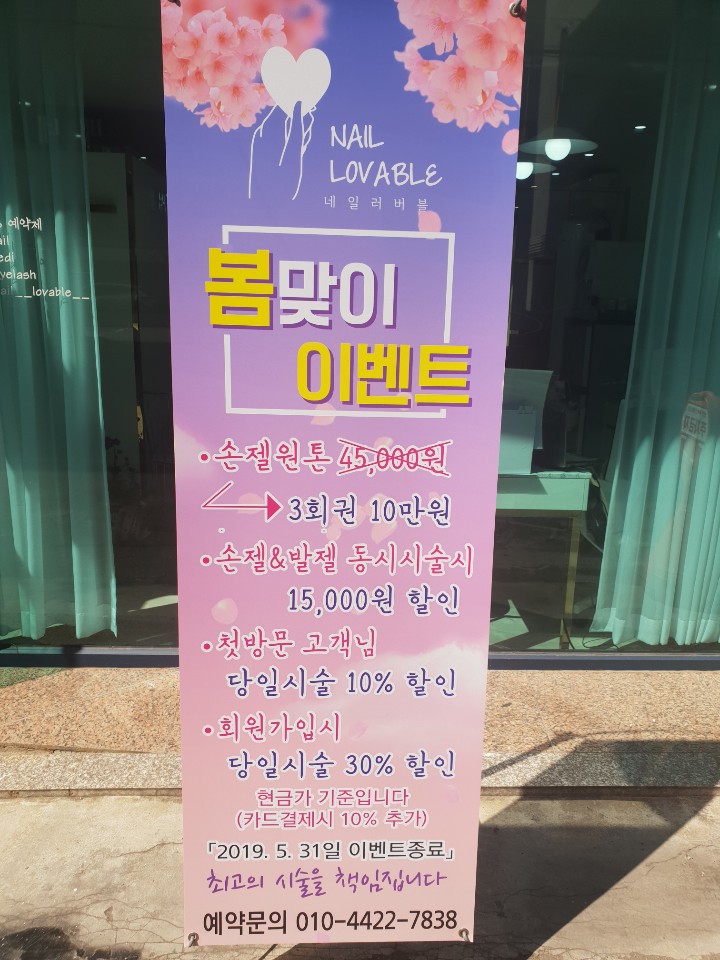 NAIL
LOVABLE
네일러버블
봄맞이
이벤트
•손젤원톤 45,000원
3회권 10만원
•손젤&발젤 동시시술시
15,000원 할인
•첫방문 고객님
당일시술 10% 할인
•회원가입시
당일시술 30% 할인
현금가 기준입니다
(카드결제시 10% 추가)
「2019. 5. 31일 이벤트종료」
최고의 시술을 책임집니다
예약문의 010-4422-7838
예약제
lash
__lovable__